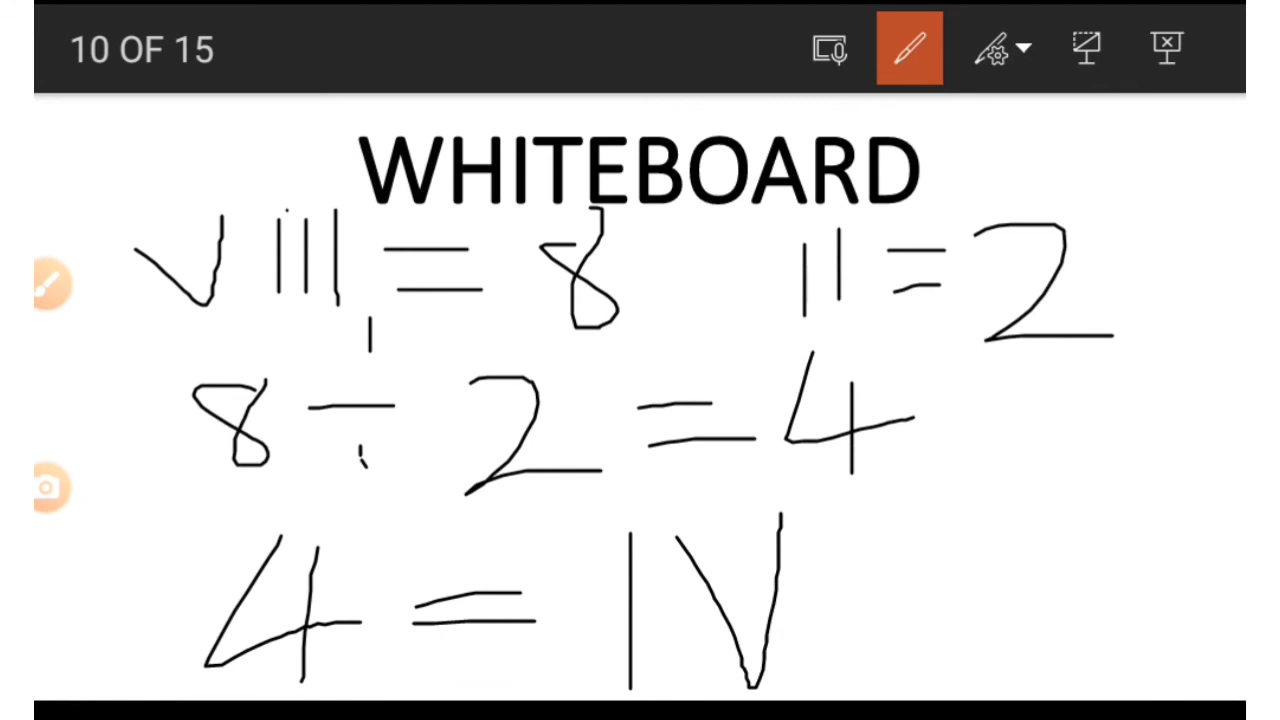 10 OF 15
WHITEBOARD
VIII = 8 II = 2
8 ÷ 2 = 4
4 = IV